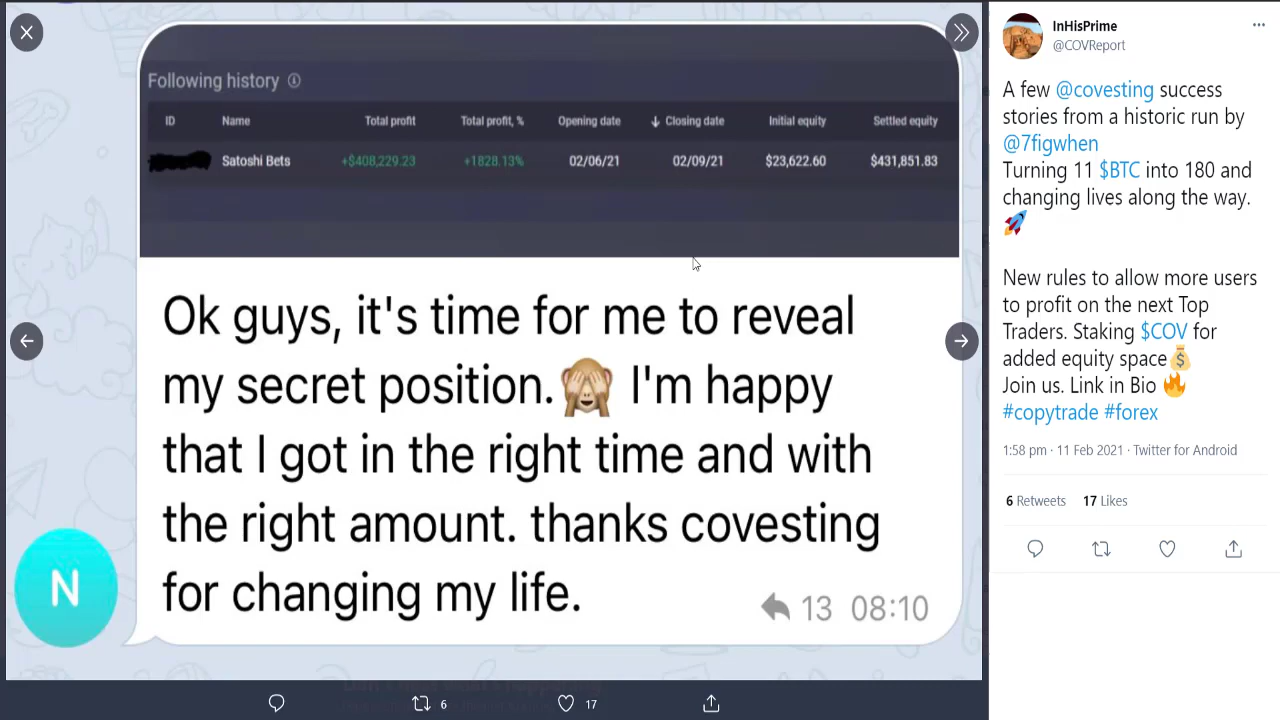 Following history
ID Name Total profit Total profit, % Opening date ↓ Closing date Initial equity Settled equity
Satoshi Bets +$408,229.23 +1828.13% 02/06/21 02/09/21 $23,622.60 $431,851.83
Ok guys, it's time for me to reveal
my secret position.🙈 I'm happy
that I got in the right time and with
the right amount. thanks covesting
for changing my life.
13 08:10
N
6 17
InHisPrime
@COVReport
A few @covesting success
stories from a historic run by
@7figwhen
Turning 11 $BTC into 180 and
changing lives along the way.
🚀
New rules to allow more users
to profit on the next Top
Traders. Staking $COV for
added equity space💰
Join us. Link in Bio 🔥
#copytrade #forex
1:58 pm · 11 Feb 2021 · Twitter for Android
6 Retweets 17 Likes